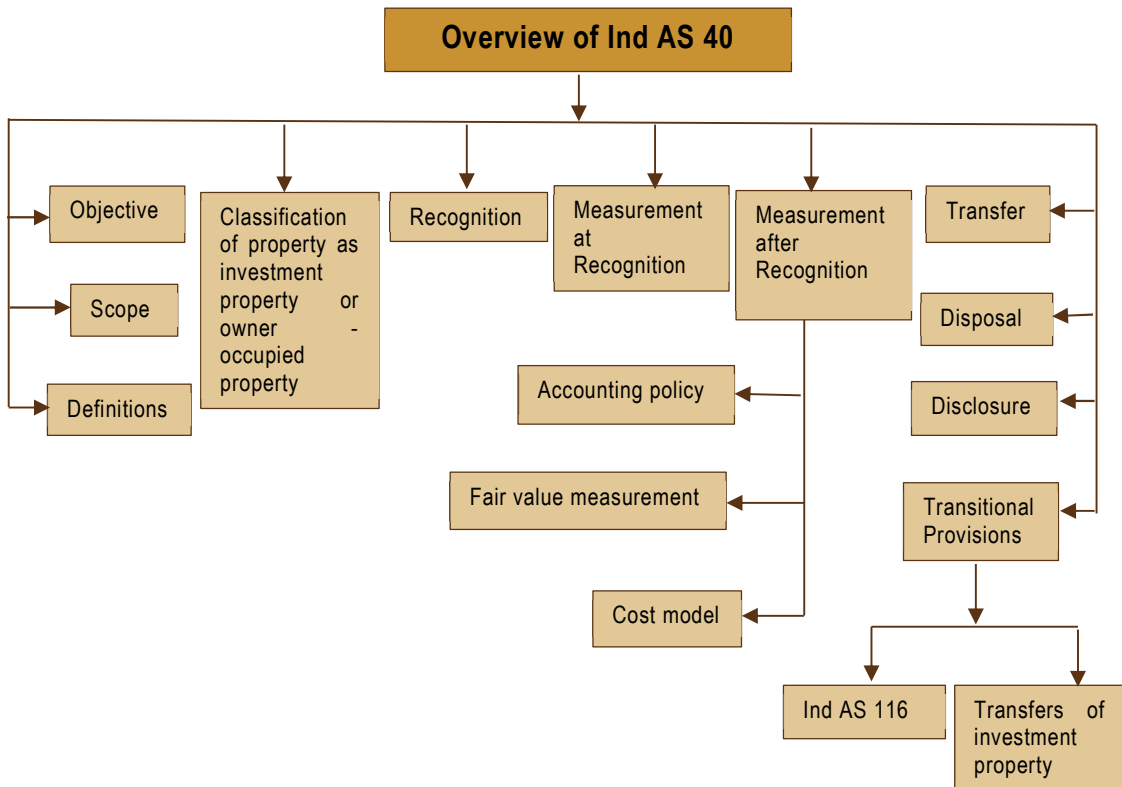 Overview of Ind AS 40
Objective
Scope
Definitions
Classification
of property as
investment
property or
owner -
occupied
property
Recognition
Measurement
at
Recognition
Measurement
after
Recognition
Accounting policy
Fair value measurement
Cost model
Transfer
Disposal
Disclosure
Transitional
Provisions
Ind AS 116
Transfers of
investment
property